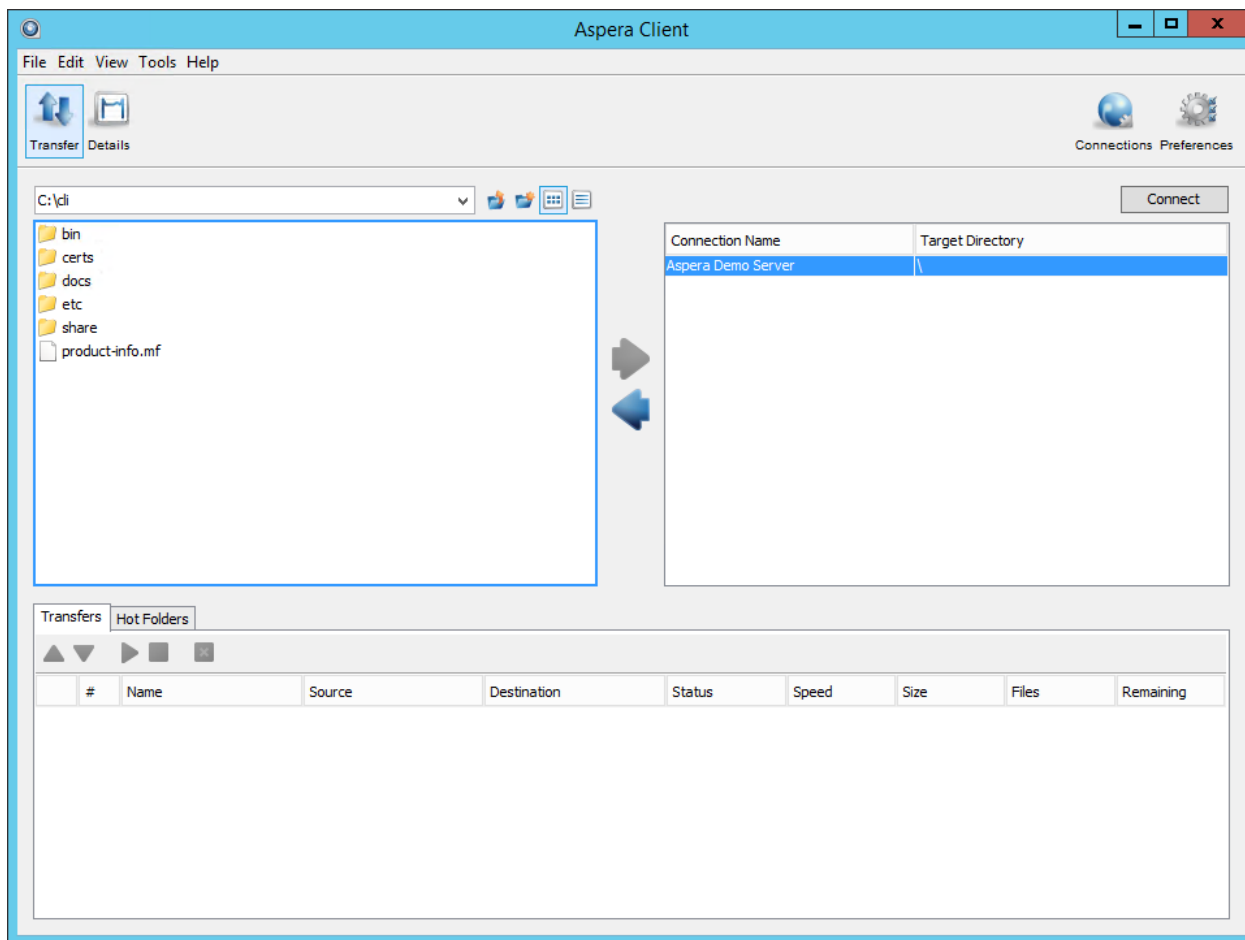 Aspera Client
File Edit View Tools Help
Transfer Details
Connections Preferences
C:\cli
Connect
bin
certs
docs
etc
share
product-info.mf
Connection Name Target Directory
Aspera Demo Server \
Transfers Hot Folders
# Name Source Destination Status Speed Size Files Remaining